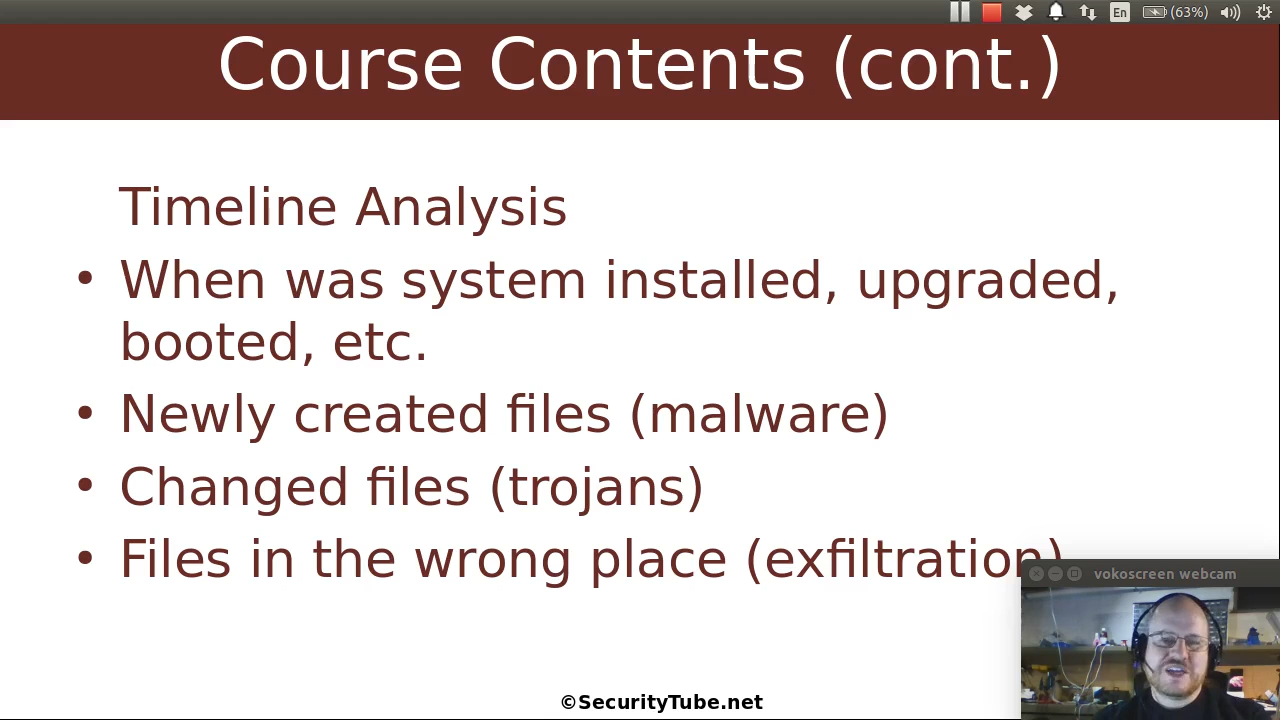 En (63%)
Course Contents (cont.)
Timeline Analysis
• When was system installed, upgraded,
booted, etc.
• Newly created files (malware)
• Changed files (trojans)
• Files in the wrong place (exfiltration)
vokoscreen webcam
©SecurityTube.net